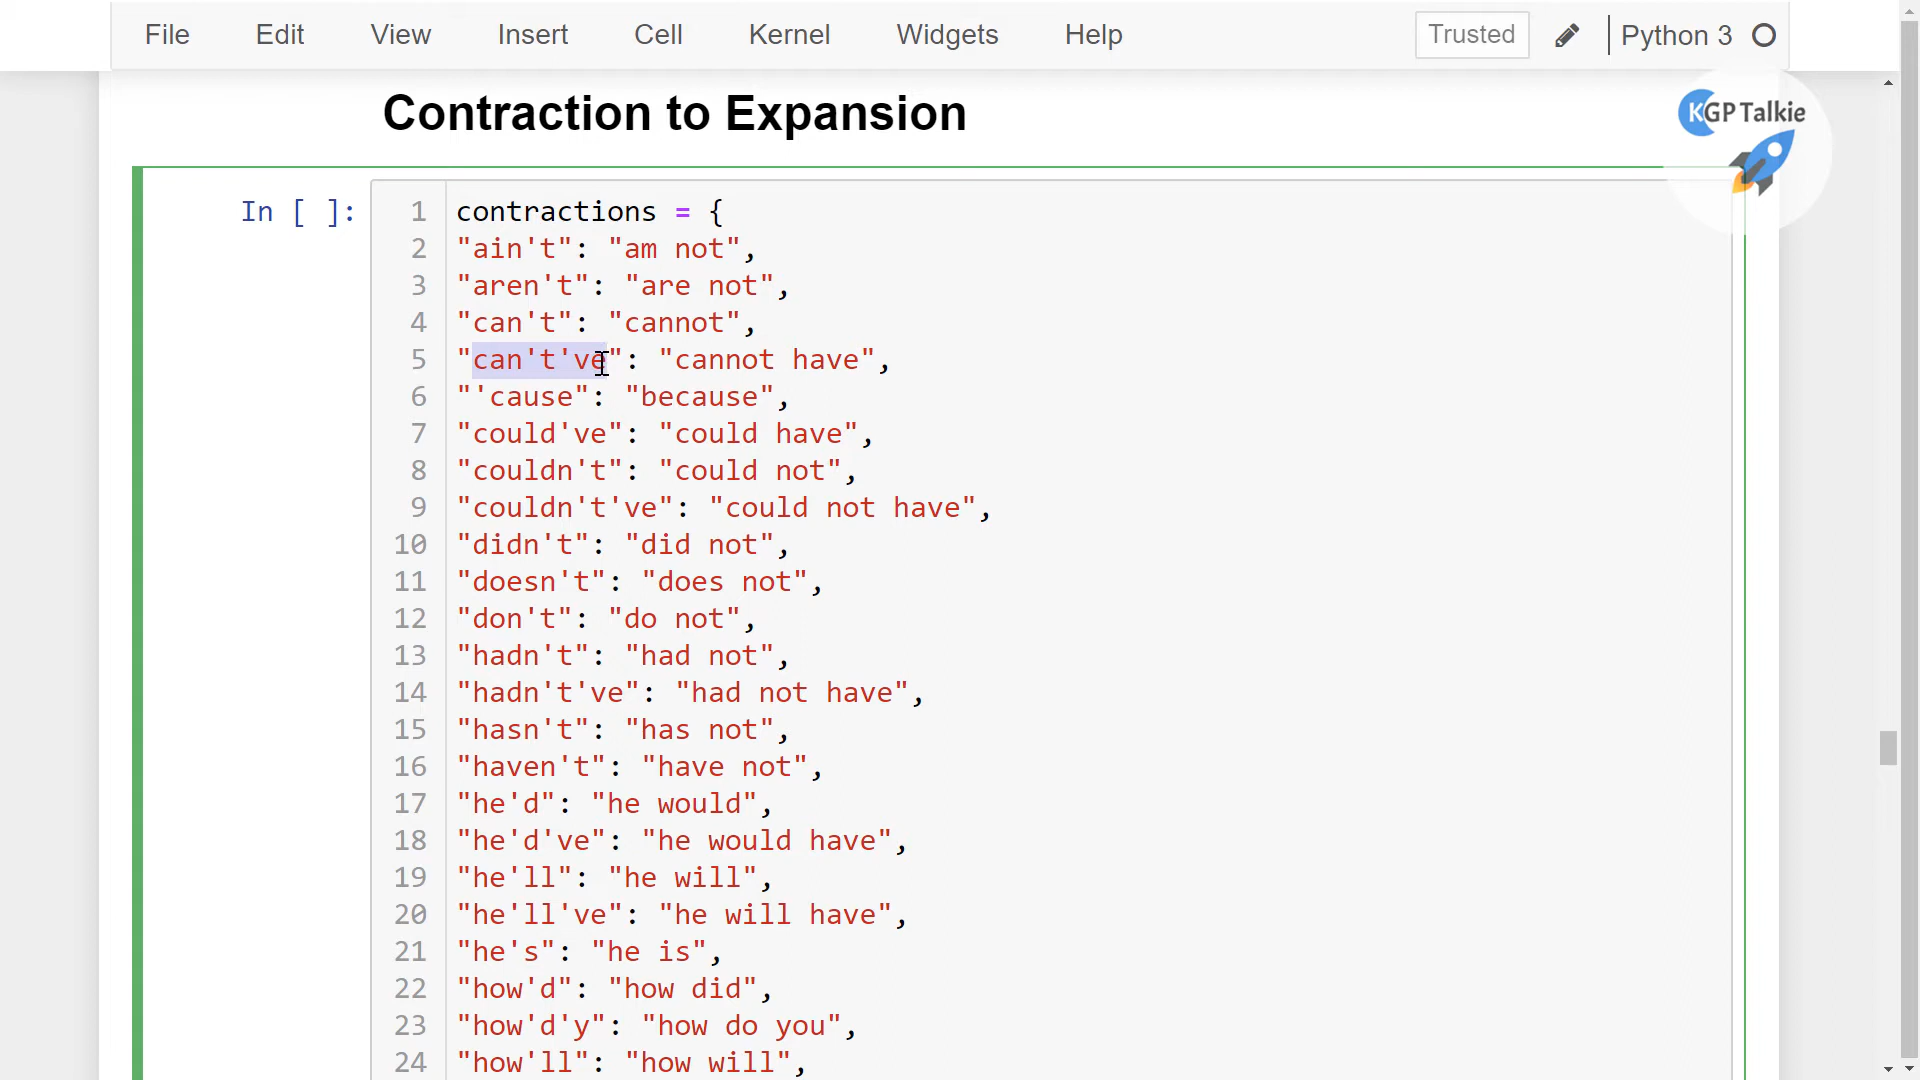 File Edit View Insert Cell Kernel Widgets Help Trusted Python 3
KGP Talkie
Contraction to Expansion
In [ ]:
1 contractions = {
2 "ain't": "am not",
3 "aren't": "are not",
4 "can't": "cannot",
5 "can't've": "cannot have",
6 "'cause": "because",
7 "could've": "could have",
8 "couldn't": "could not",
9 "couldn't've": "could not have",
10 "didn't": "did not",
11 "doesn't": "does not",
12 "don't": "do not",
13 "hadn't": "had not",
14 "hadn't've": "had not have",
15 "hasn't": "has not",
16 "haven't": "have not",
17 "he'd": "he would",
18 "he'd've": "he would have",
19 "he'll": "he will",
20 "he'll've": "he will have",
21 "he's": "he is",
22 "how'd": "how did",
23 "how'd'y": "how do you",
24 "how'll": "how will",